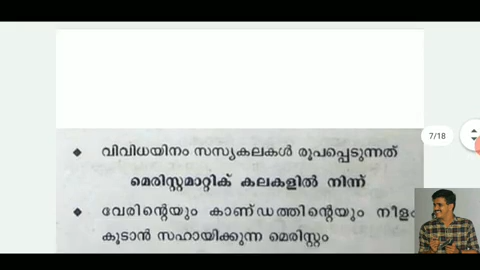 7/18
◆ വിവിധയിനം സസ്യകലകൾ രൂപപ്പെടുന്നത്
മെരിസ്റ്റമാറ്റിക് കലകളിൽ നിന്ന്
◆ വേരിന്റെയും കാണ്ഡത്തിന്റെയും നീളം
കൂടാൻ സഹായിക്കുന്ന മെരിസ്റ്റം